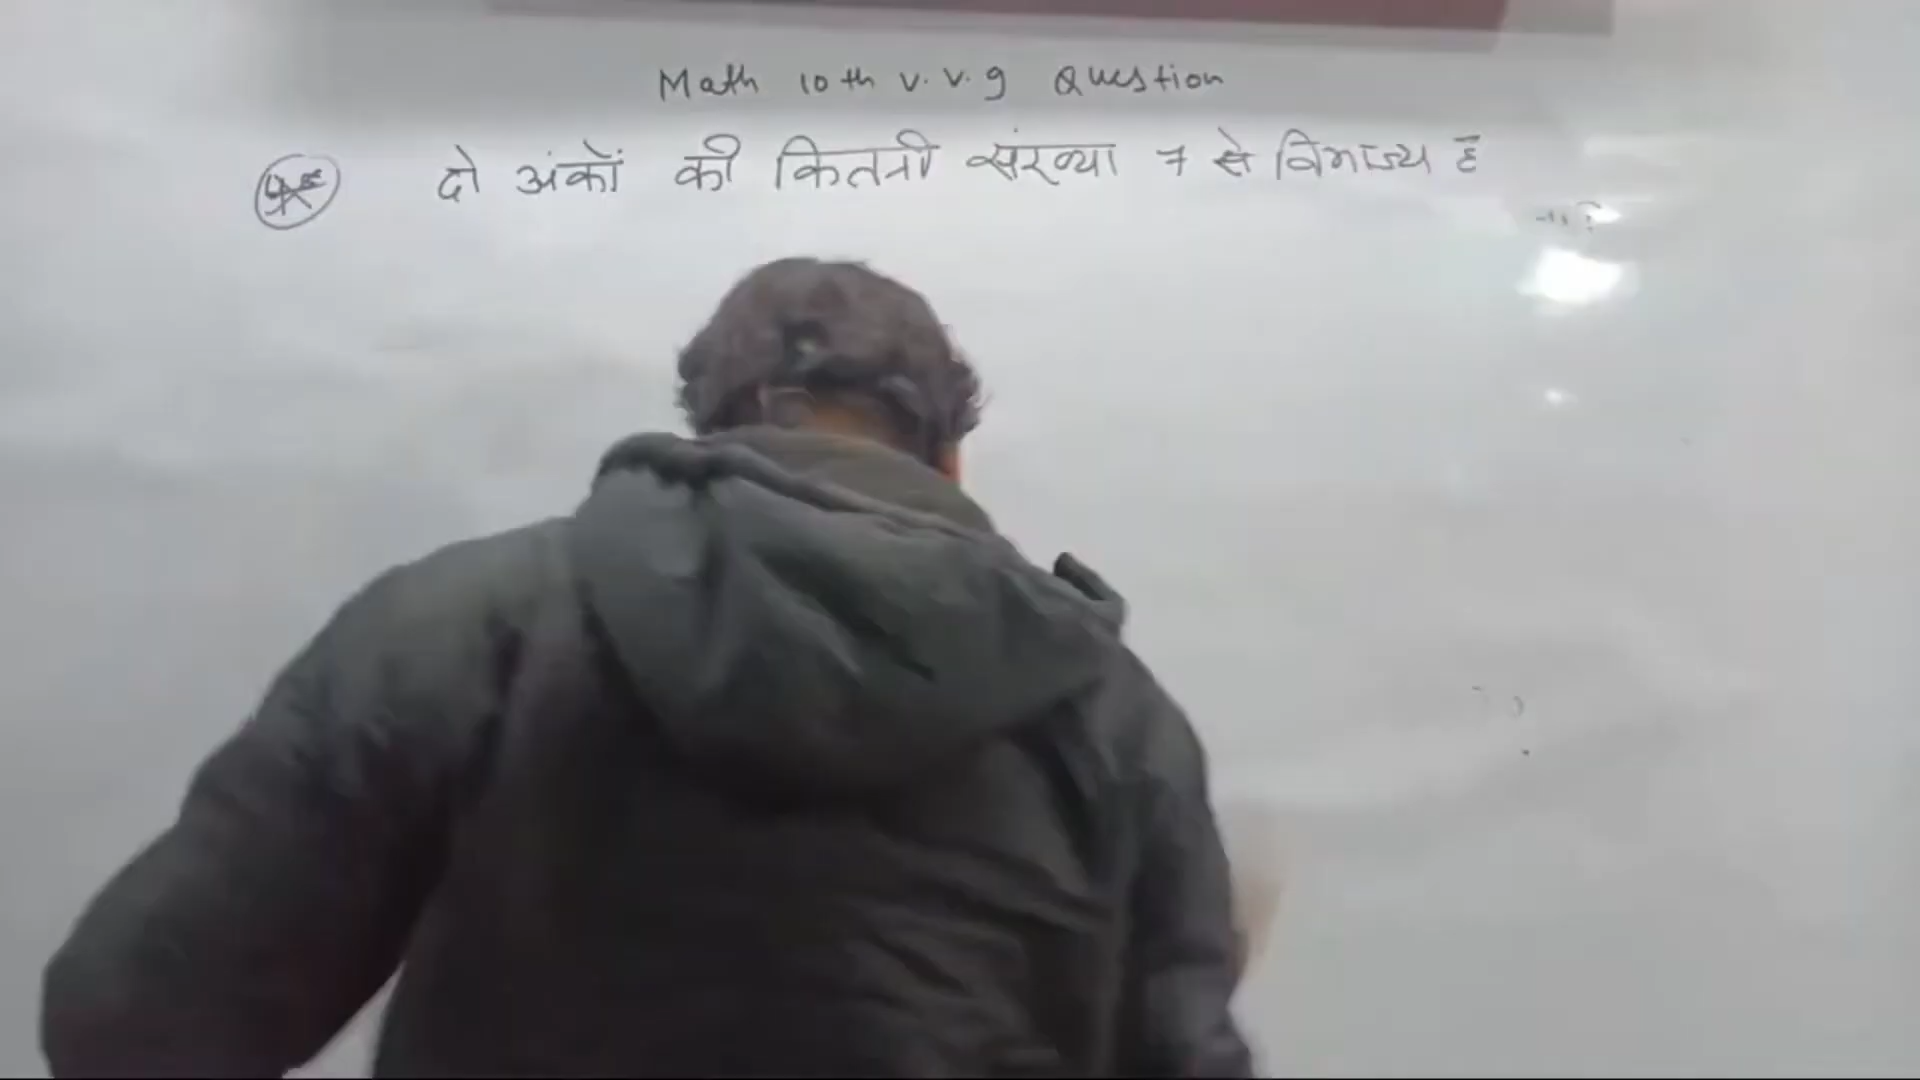 Math 10th v.v.g Question
दो अंकों की कितनी संख्या 7 से विभाज्य है